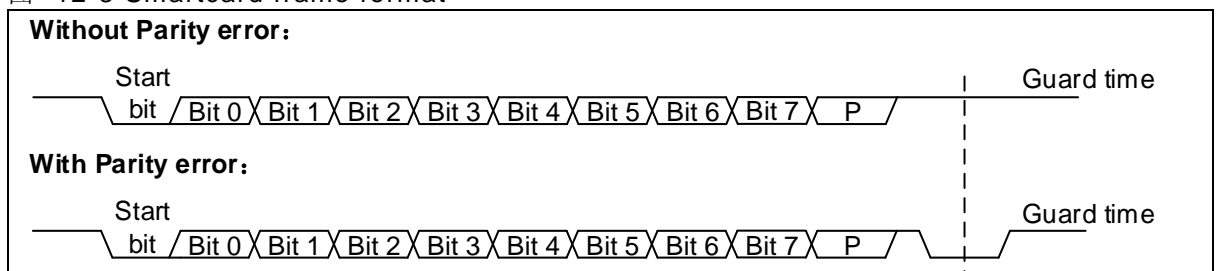 Without Parity error：
Start Guard time
bit Bit 0 Bit 1 Bit 2 Bit 3 Bit 4 Bit 5 Bit 6 Bit 7 P
With Parity error：
Start Guard time
bit Bit 0 Bit 1 Bit 2 Bit 3 Bit 4 Bit 5 Bit 6 Bit 7 P